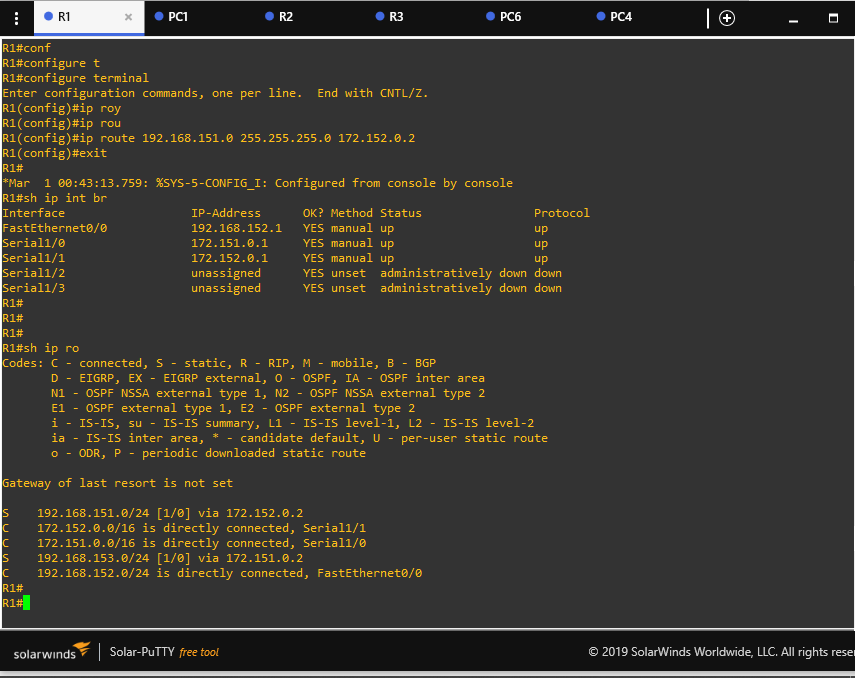 R1 × PC1 R2 R3 PC6 PC4
R1#conf
R1#configure t
R1#configure terminal
Enter configuration commands, one per line.  End with CNTL/Z.
R1(config)#ip roy
R1(config)#ip rou
R1(config)#ip route 192.168.151.0 255.255.255.0 172.152.0.2
R1(config)#exit
R1#
*Mar  1 00:43:13.759: %SYS-5-CONFIG_I: Configured from console by console
R1#sh ip int br
Interface                  IP-Address      OK? Method Status                Protocol
FastEthernet0/0            192.168.152.1   YES manual up                    up
Serial1/0                  172.151.0.1     YES manual up                    up
Serial1/1                  172.152.0.1     YES manual up                    up
Serial1/2                  unassigned      YES unset  administratively down down
Serial1/3                  unassigned      YES unset  administratively down down
R1#
R1#
R1#
R1#sh ip ro
Codes: C - connected, S - static, R - RIP, M - mobile, B - BGP
       D - EIGRP, EX - EIGRP external, O - OSPF, IA - OSPF inter area
       N1 - OSPF NSSA external type 1, N2 - OSPF NSSA external type 2
       E1 - OSPF external type 1, E2 - OSPF external type 2
       i - IS-IS, su - IS-IS summary, L1 - IS-IS level-1, L2 - IS-IS level-2
       ia - IS-IS inter area, * - candidate default, U - per-user static route
       o - ODR, P - periodic downloaded static route
Gateway of last resort is not set
S    192.168.151.0/24 [1/0] via 172.152.0.2
C    172.152.0.0/16 is directly connected, Serial1/1
C    172.151.0.0/16 is directly connected, Serial1/0
S    192.168.153.0/24 [1/0] via 172.151.0.2
C    192.168.152.0/24 is directly connected, FastEthernet0/0
R1#
R1#
solarwinds | Solar-PuTTY free tool © 2019 SolarWinds Worldwide, LLC. All rights rese